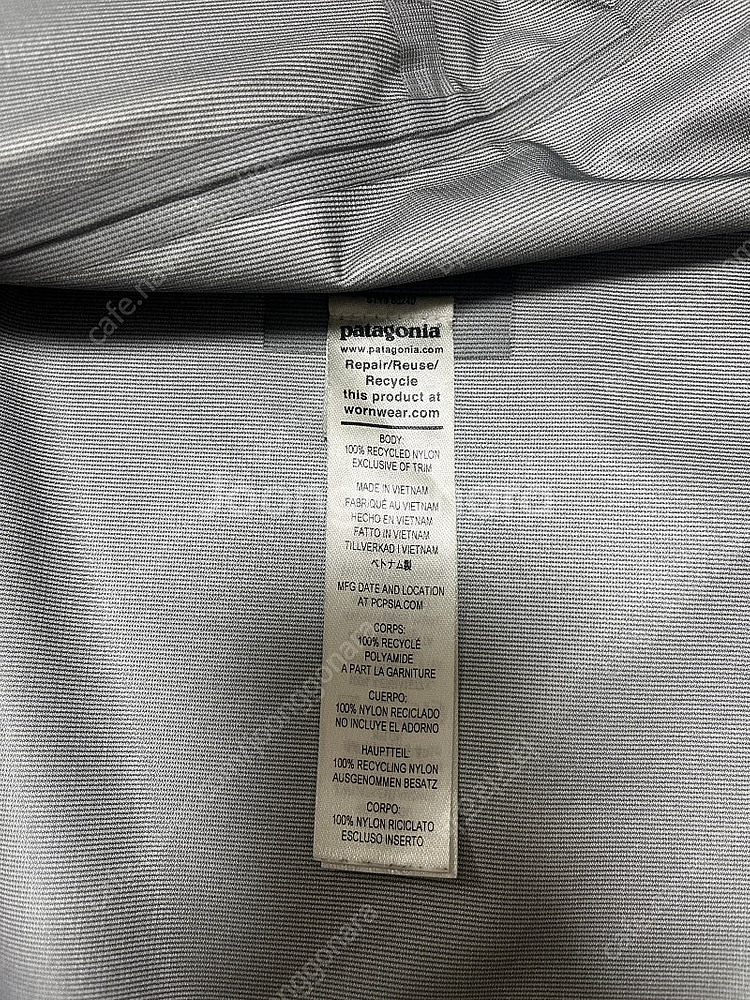 patagonia
www.patagonia.com
Repair/Reuse/
Recycle
this product at
wornwear.com
BODY:
100% RECYCLED NYLON
EXCLUSIVE OF TRIM
MADE IN VIETNAM
FABRIQUÉ AU VIETNAM
HECHO EN VIETNAM
FATTO IN VIETNAM
TILLVERKAD I VIETNAM
ベトナム製
MFG DATE AND LOCATION
AT PCPSIA.COM
CORPS:
100% RECYCLÉ
POLYAMIDE
A PART LA GARNITURE
CUERPO:
100% NYLON RECICLADO
NO INCLUYE EL ADORNO
HAUPTTEIL:
100% RECYCLING NYLON
AUSGENOMMEN BESATZ
CORPO:
100% NYLON RICICLATO
ESCLUSO INSERTO